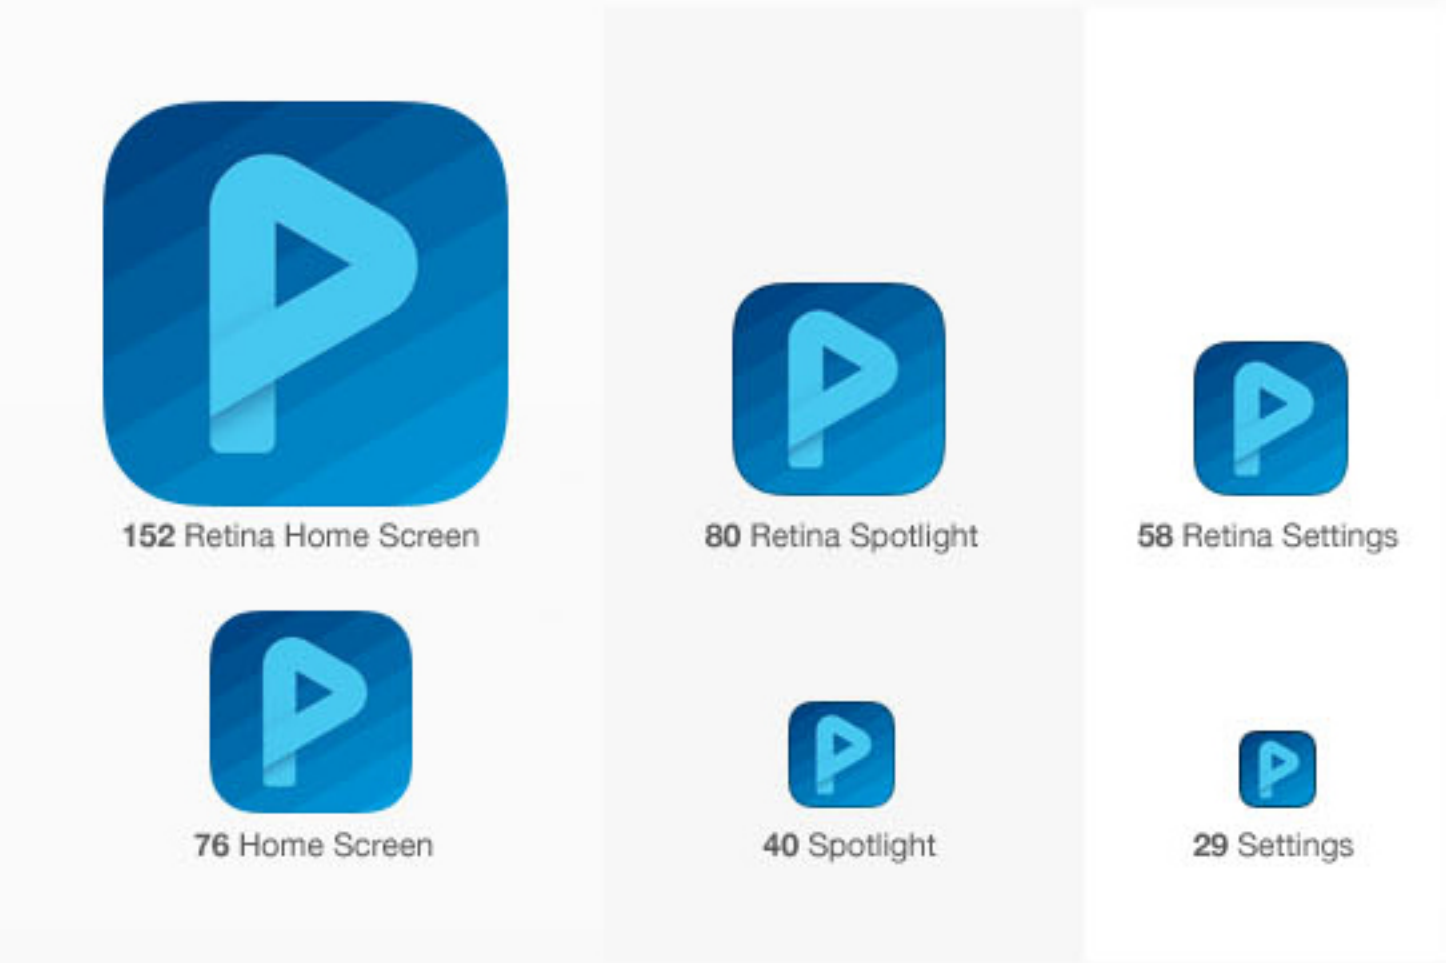 152 Retina Home Screen
80 Retina Spotlight
58 Retina Settings
76 Home Screen
40 Spotlight
29 Settings